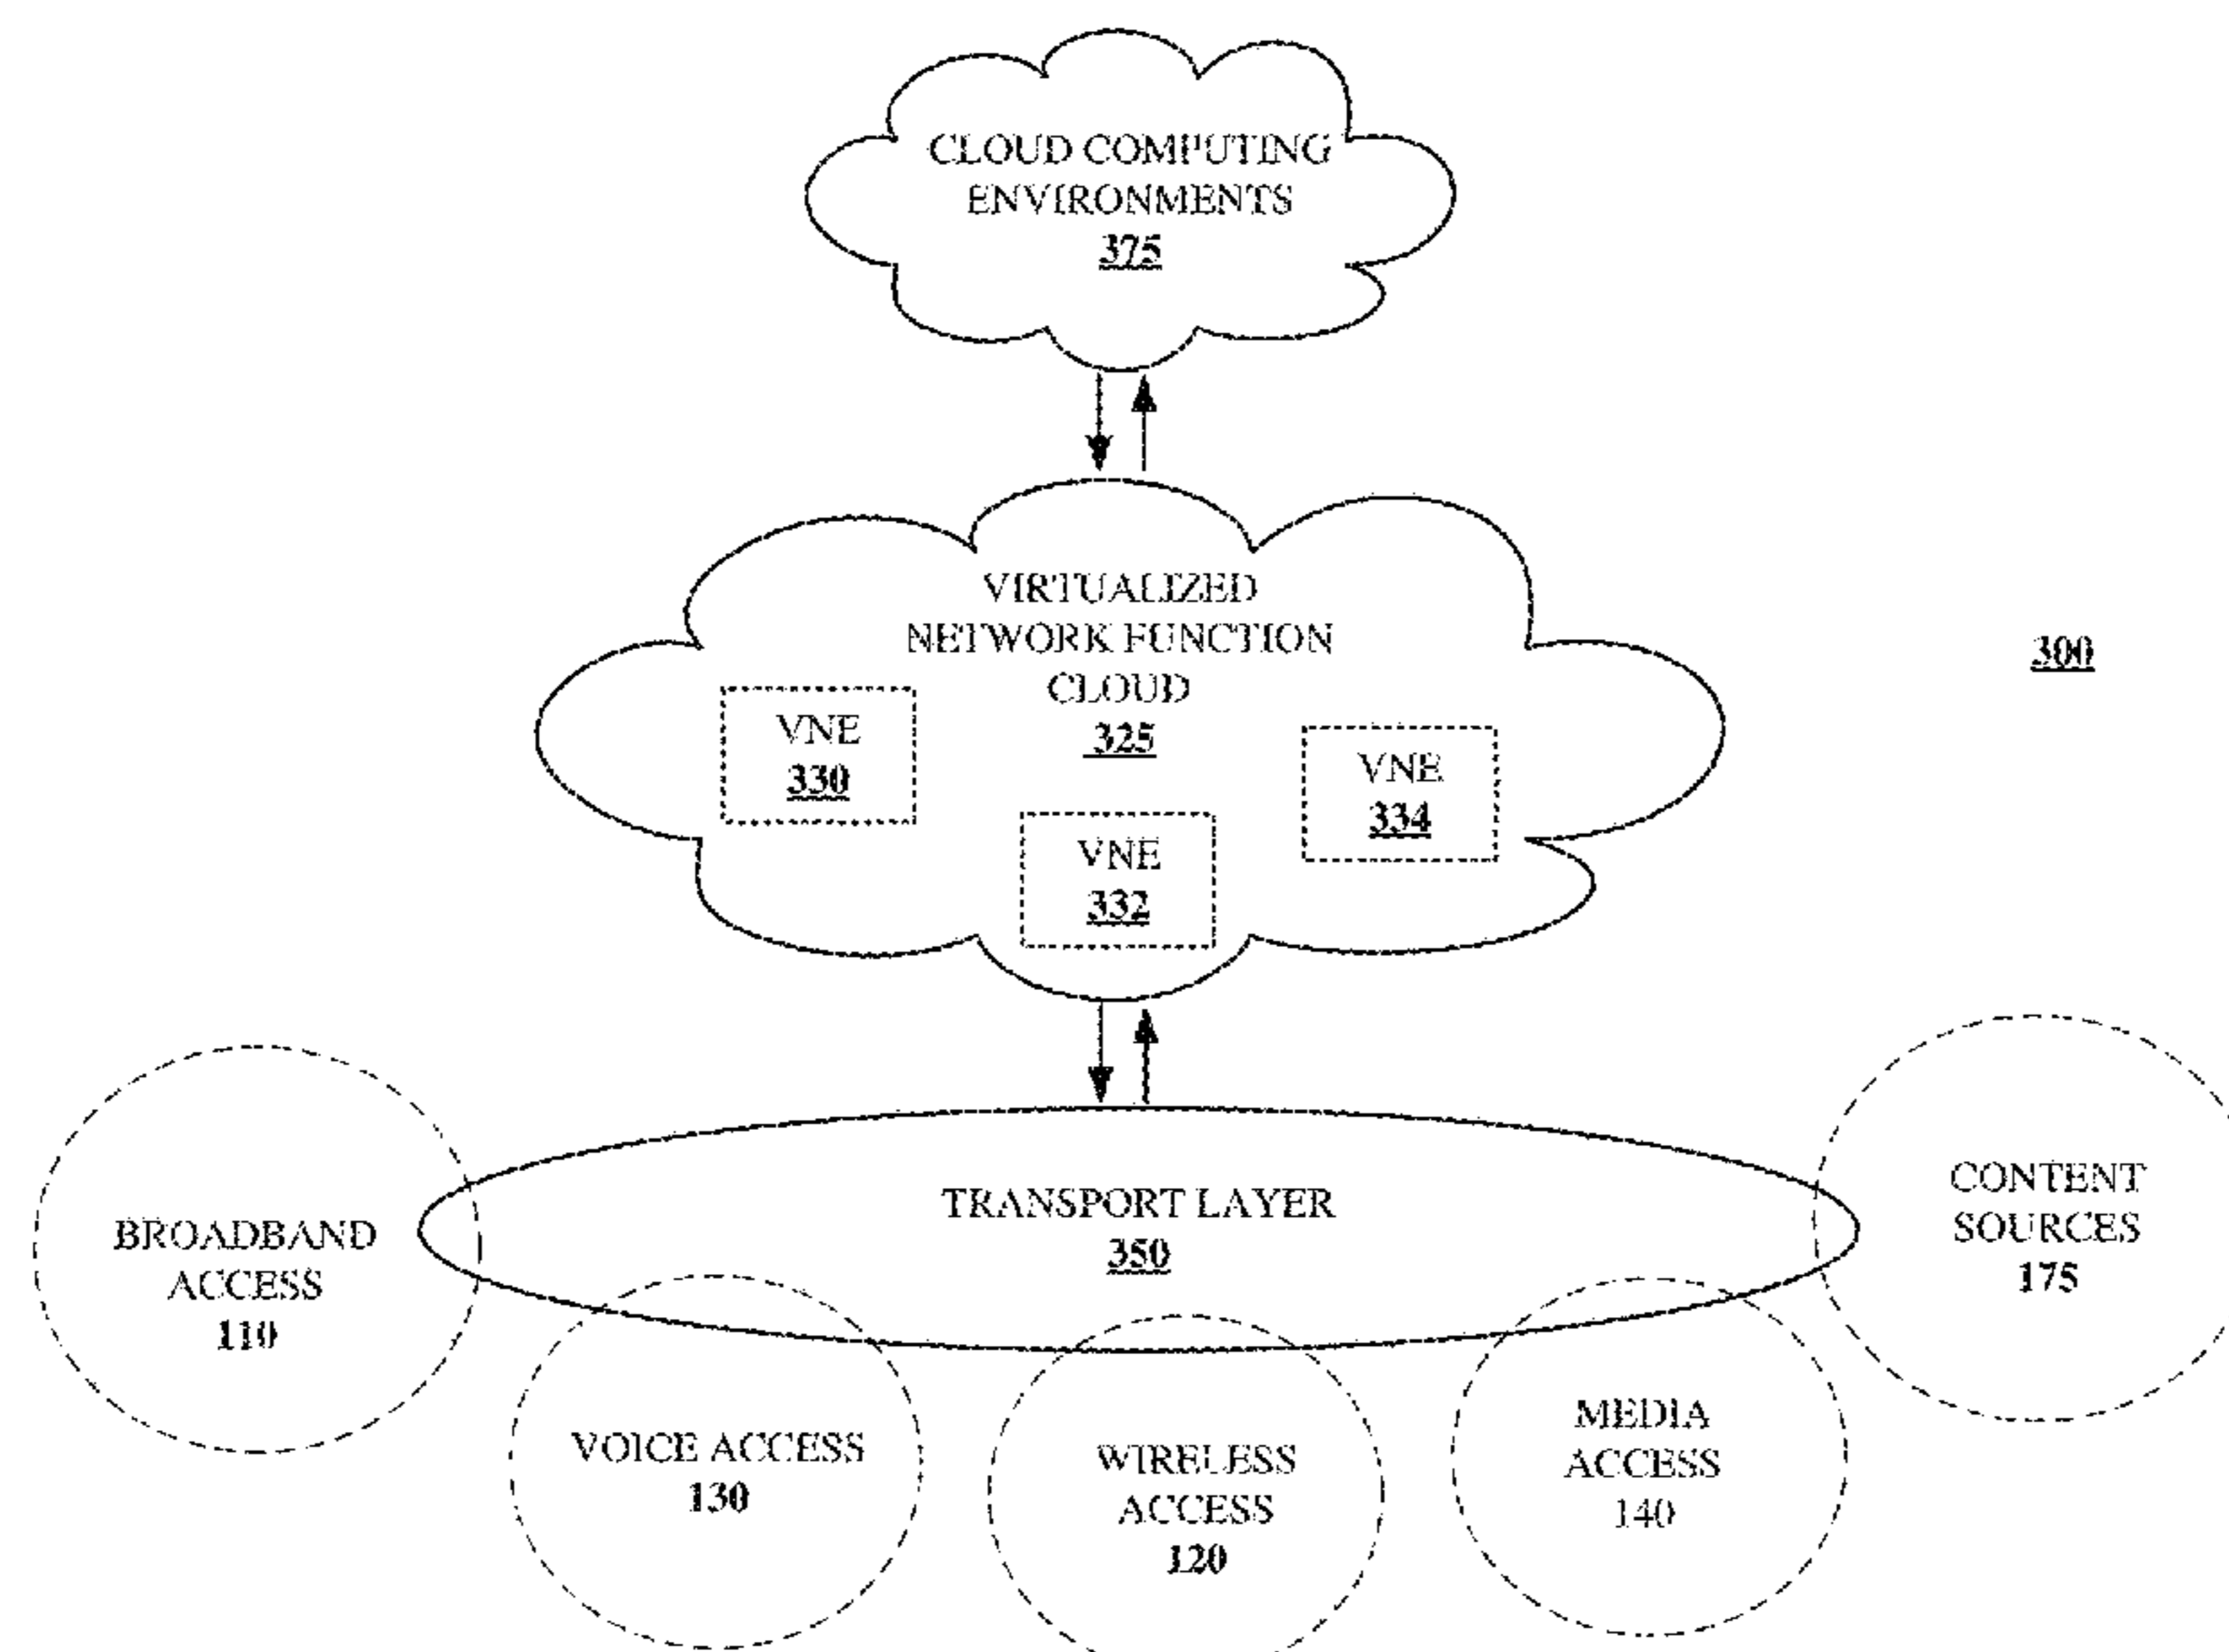 CLOUD COMPUTING
ENVIRONMENTS
375
VIRTUALIZED
NETWORK FUNCTION
CLOUD
325
300
VNE
330
VNE
332
VNE
334
TRANSPORT LAYER
350
BROADBAND
ACCESS
110
VOICE ACCESS
130
WIRELESS
ACCESS
120
MEDIA
ACCESS
140
CONTENT
SOURCES
175